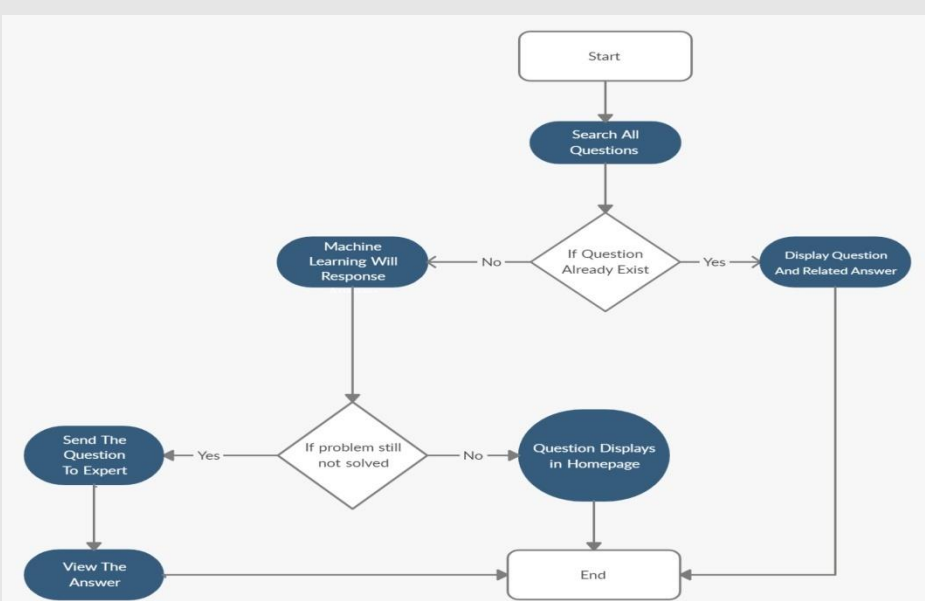 Start
Search All
Questions
If Question
Already Exist
No
Yes
Machine
Learning Will
Response
Display Question
And Related Answer
If problem still
not solved
Yes
No
Send The
Question
To Expert
Question Displays
in Homepage
View The
Answer
End